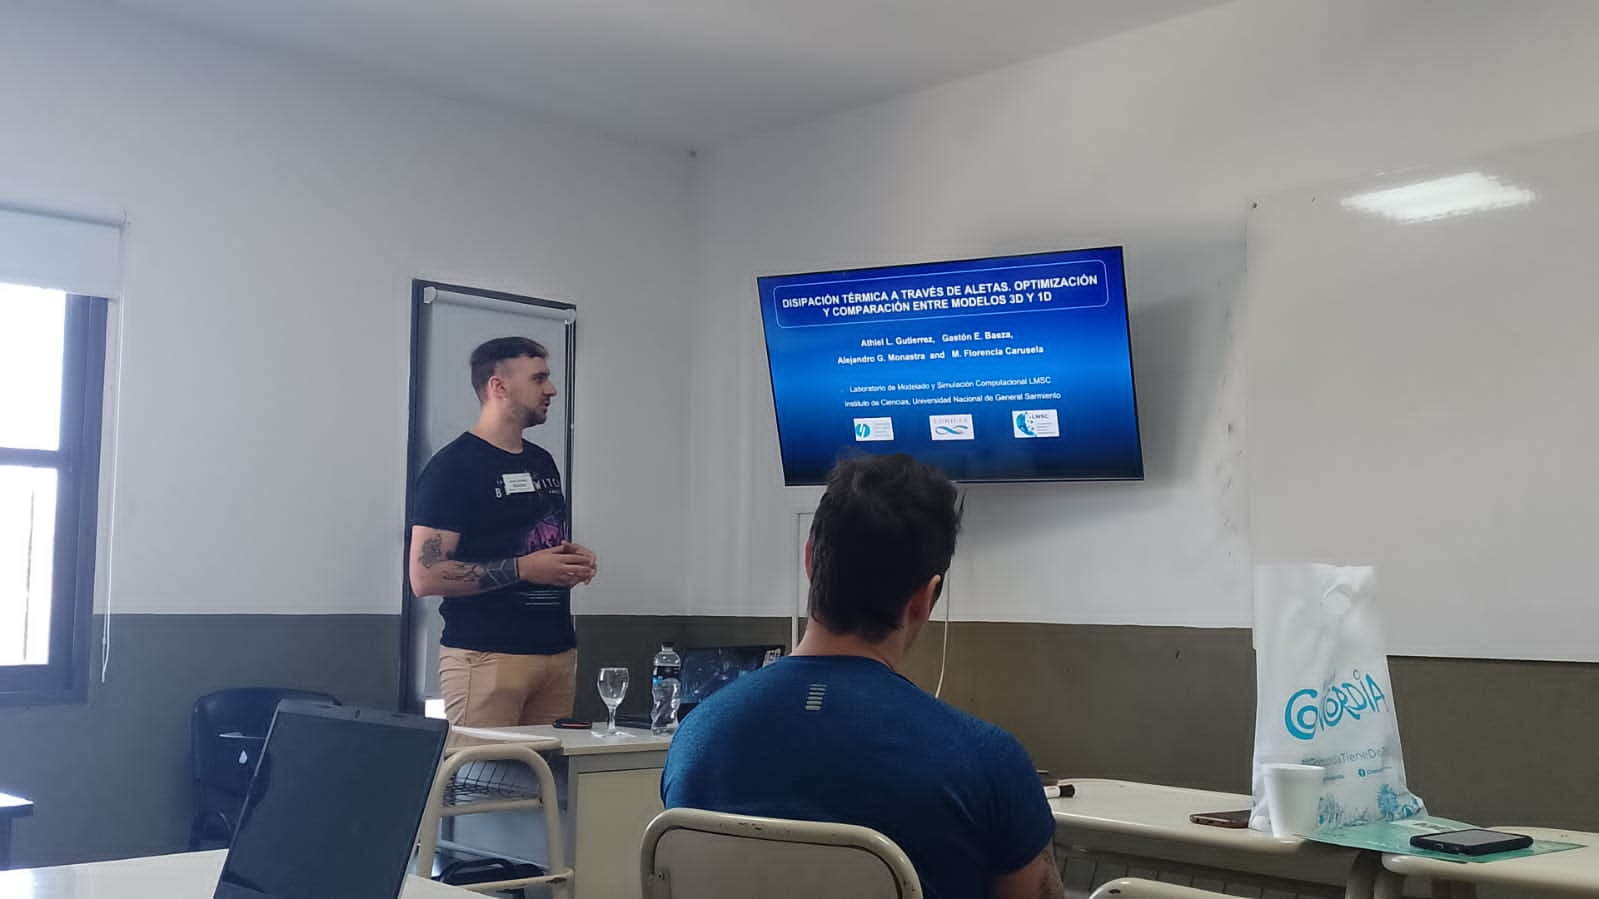 DISIPACIÓN TÉRMICA A TRAVÉS DE ALETAS. OPTIMIZACIÓN
Y COMPARACIÓN ENTRE MODELOS 3D Y 1D
Athiel L. Gutierrez, Gastón E. Baeza,
Alejandro G. Monastra and M. Florencia Carusela
Laboratorio de Modelado y Simulación Computacional LMSC
Instituto de Ciencias, Universidad Nacional de General Sarmiento
LMSC